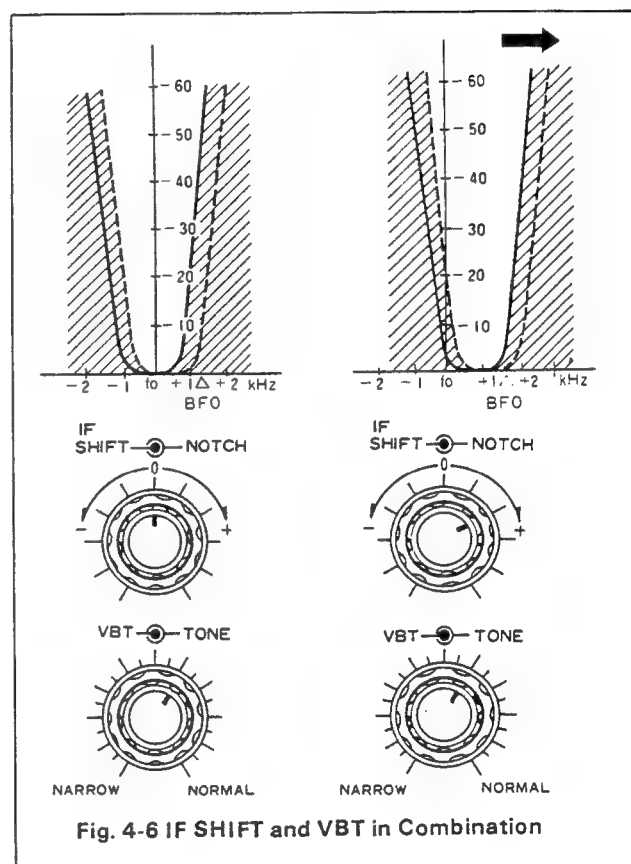 -60
-50
-40
-30
-20
-10
-2 -1 fo +1 Δ +2 kHz
BFO
-60
-50
-40
-30
-20
-10
-2 -1 fo +1 +2 kHz
BFO
IF
SHIFT NOTCH
0
- +
VBT TONE
NARROW NORMAL
IF
SHIFT NOTCH
0
- +
VBT TONE
NARROW NORMAL
Fig. 4-6 IF SHIFT and VBT in Combination